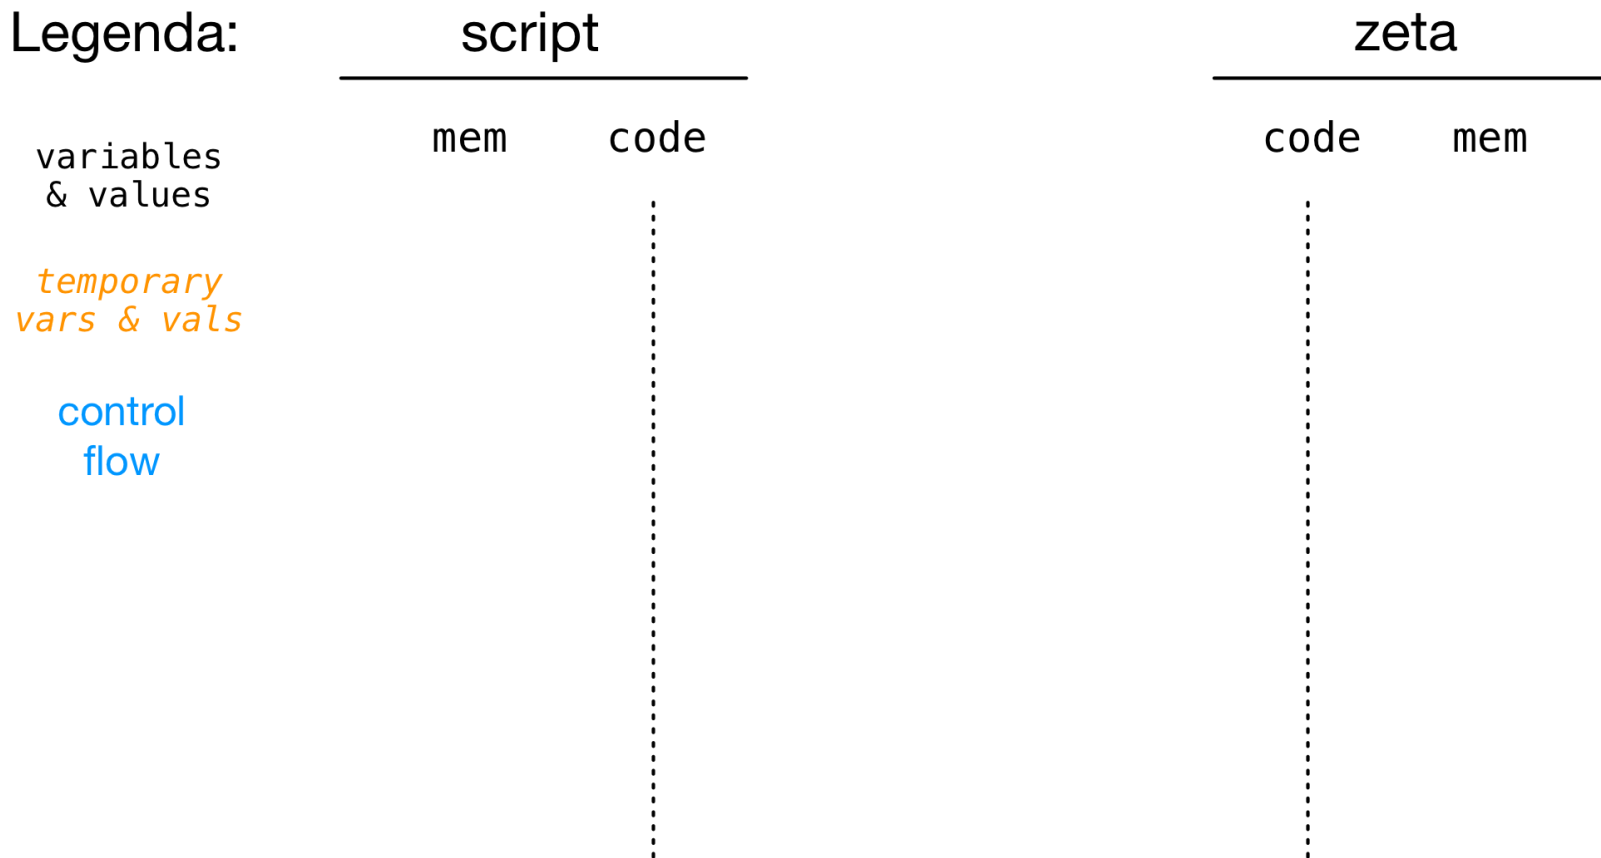 Legenda:
script
zeta
mem
code
code
mem
variables
& values
temporary
vars & vals
control
flow